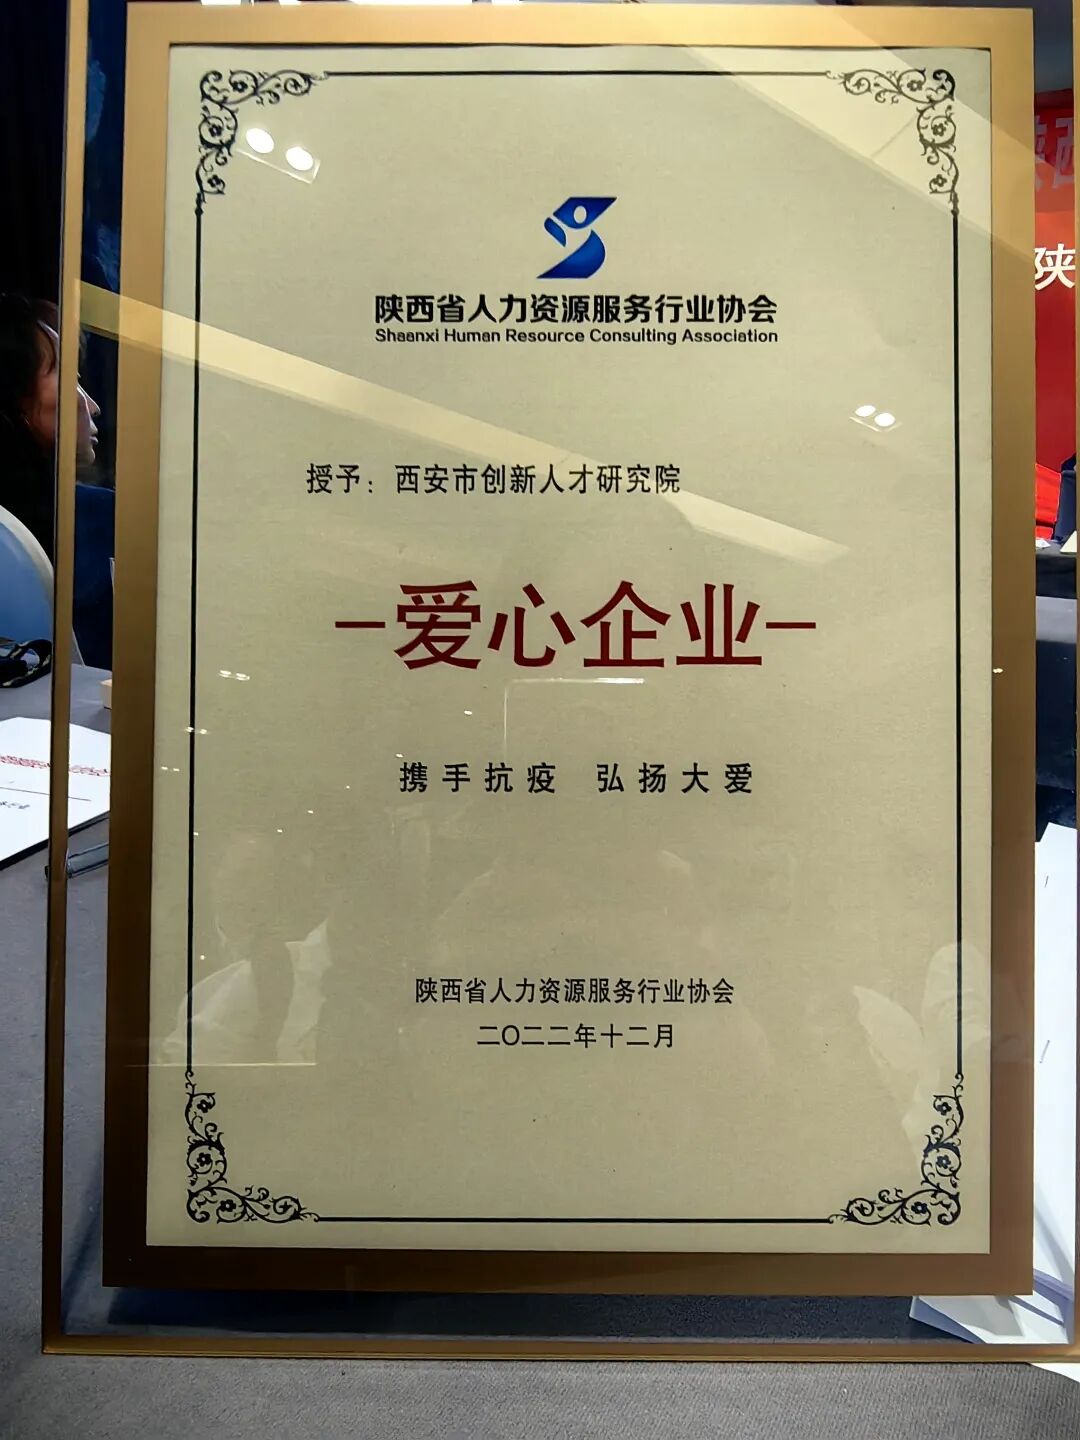 陕西省人力资源服务行业协会
Shaanxi Human Resource Consulting Association
授予：西安市创新人才研究院
爱心企业
携手抗疫 弘扬大爱
陕西省人力资源服务行业协会
二〇二二年十二月
陕